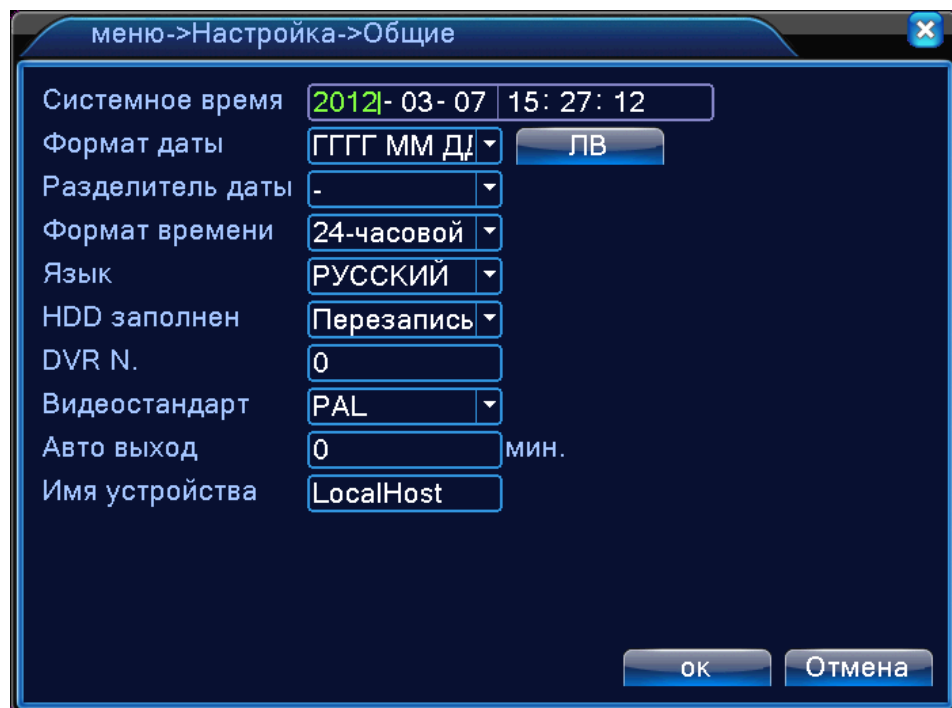 меню->Настройка->Общие
Системное время 2012- 03- 07 15: 27: 12
Формат даты ГГГГ ММ ДД ЛВ
Разделитель даты -
Формат времени 24-часовой
Язык РУССКИЙ
HDD заполнен Перезапись
DVR N. 0
Видеостандарт PAL
Авто выход 0 мин.
Имя устройства LocalHost
ок Отмена